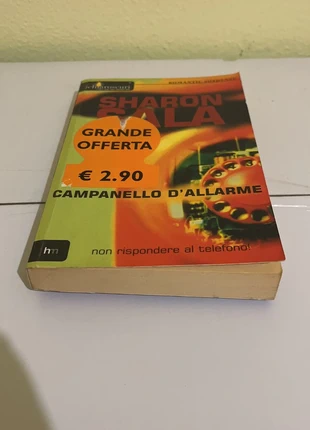 SHARON
SALA
GRANDE
OFFERTA
€ 2.90
CAMPANELLO D'ALLARME
non rispondere al telefono!
hm